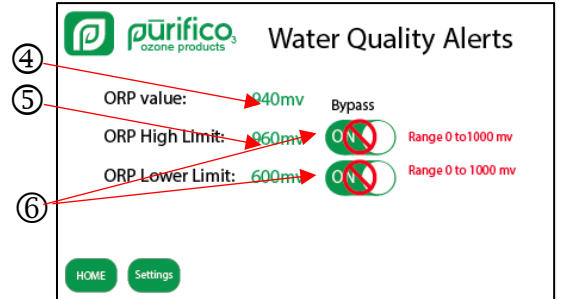 pūrifico₃
ozone products
Water Quality Alerts
④
⑤
⑥
ORP value: 940mv
Bypass
ORP High Limit: 960mv ON Range 0 to1000 mv
ORP Lower Limit: 600mv ON Range 0 to 1000 mv
HOME Settings